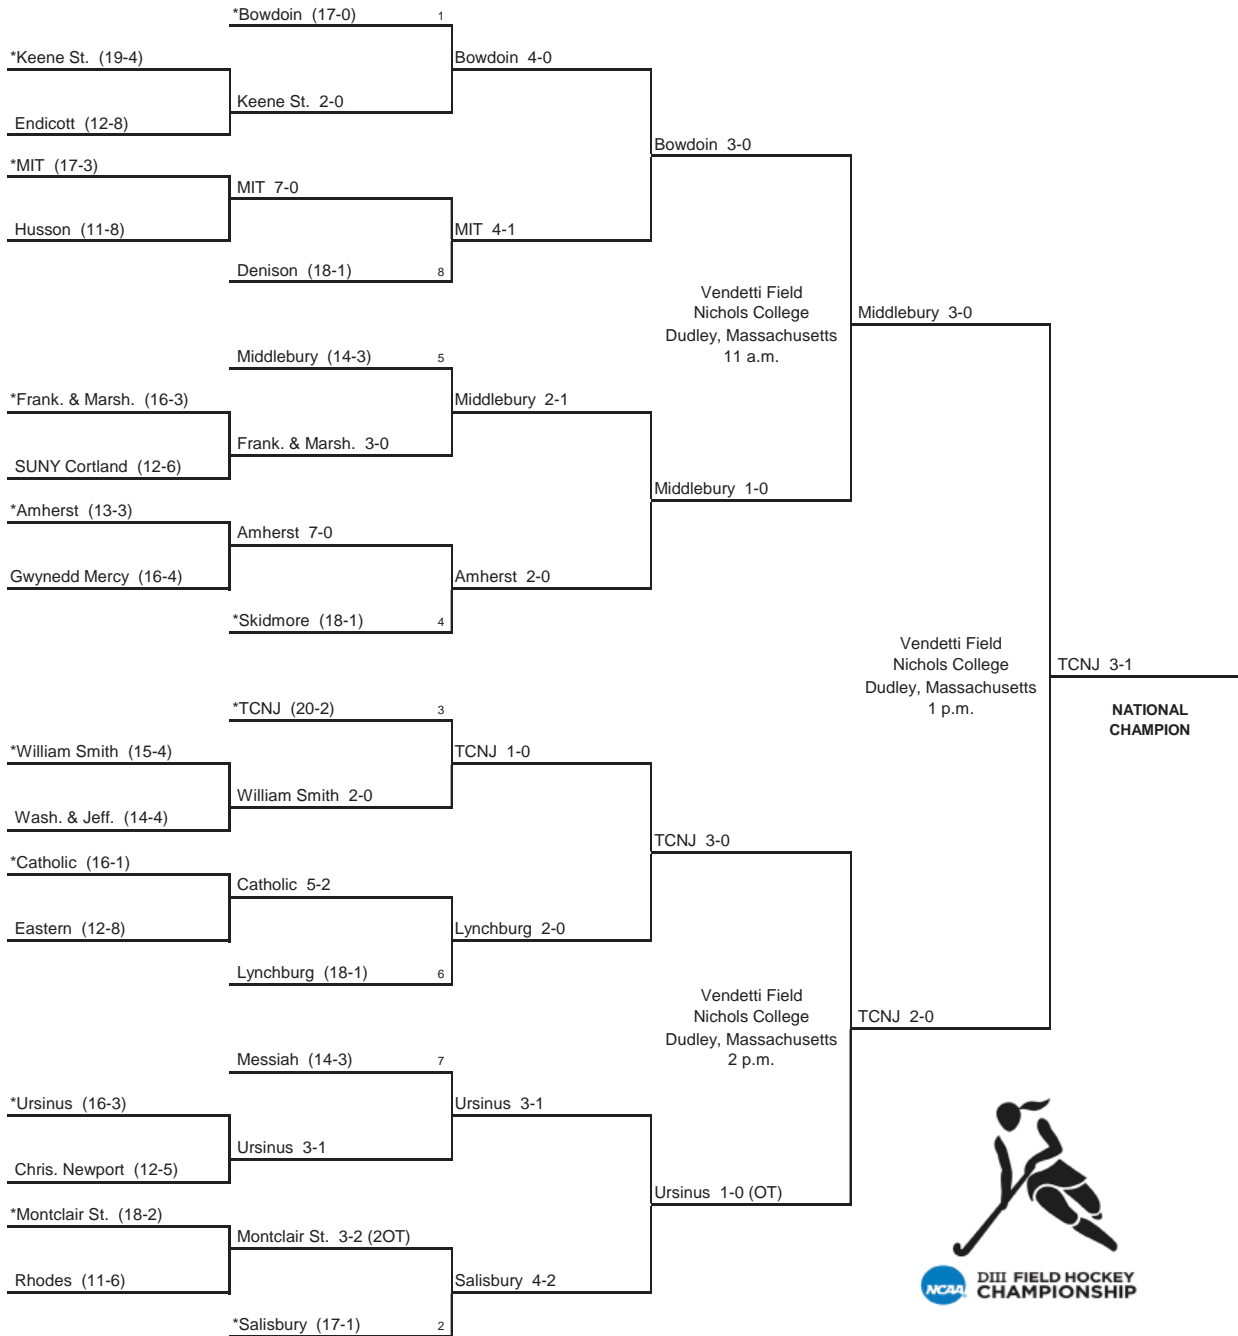 *Bowdoin (17-0) 1
*Keene St. (19-4)
Bowdoin 4-0
Keene St. 2-0
Endicott (12-8)
Bowdoin 3-0
*MIT (17-3)
MIT 7-0
Husson (11-8)
MIT 4-1
Denison (18-1) 8
Vendetti Field
Nichols College
Dudley, Massachusetts
11 a.m.
Middlebury 3-0
Middlebury (14-3) 5
*Frank. & Marsh. (16-3)
Middlebury 2-1
Frank. & Marsh. 3-0
SUNY Cortland (12-6)
Middlebury 1-0
*Amherst (13-3)
Amherst 7-0
Gwynedd Mercy (16-4)
Amherst 2-0
*Skidmore (18-1) 4
Vendetti Field
Nichols College
Dudley, Massachusetts
1 p.m.
TCNJ 3-1
NATIONAL
CHAMPION
*TCNJ (20-2) 3
*William Smith (15-4)
TCNJ 1-0
William Smith 2-0
Wash. & Jeff. (14-4)
TCNJ 3-0
*Catholic (16-1)
Catholic 5-2
Eastern (12-8)
Lynchburg 2-0
Lynchburg (18-1) 6
Vendetti Field
Nichols College
Dudley, Massachusetts
2 p.m.
TCNJ 2-0
Messiah (14-3) 7
*Ursinus (16-3)
Ursinus 3-1
Ursinus 3-1
Chris. Newport (12-5)
Ursinus 1-0 (OT)
*Montclair St. (18-2)
Montclair St. 3-2 (2OT)
Rhodes (11-6)
Salisbury 4-2
*Salisbury (17-1) 2
NCAA
DIII FIELD HOCKEY
CHAMPIONSHIP